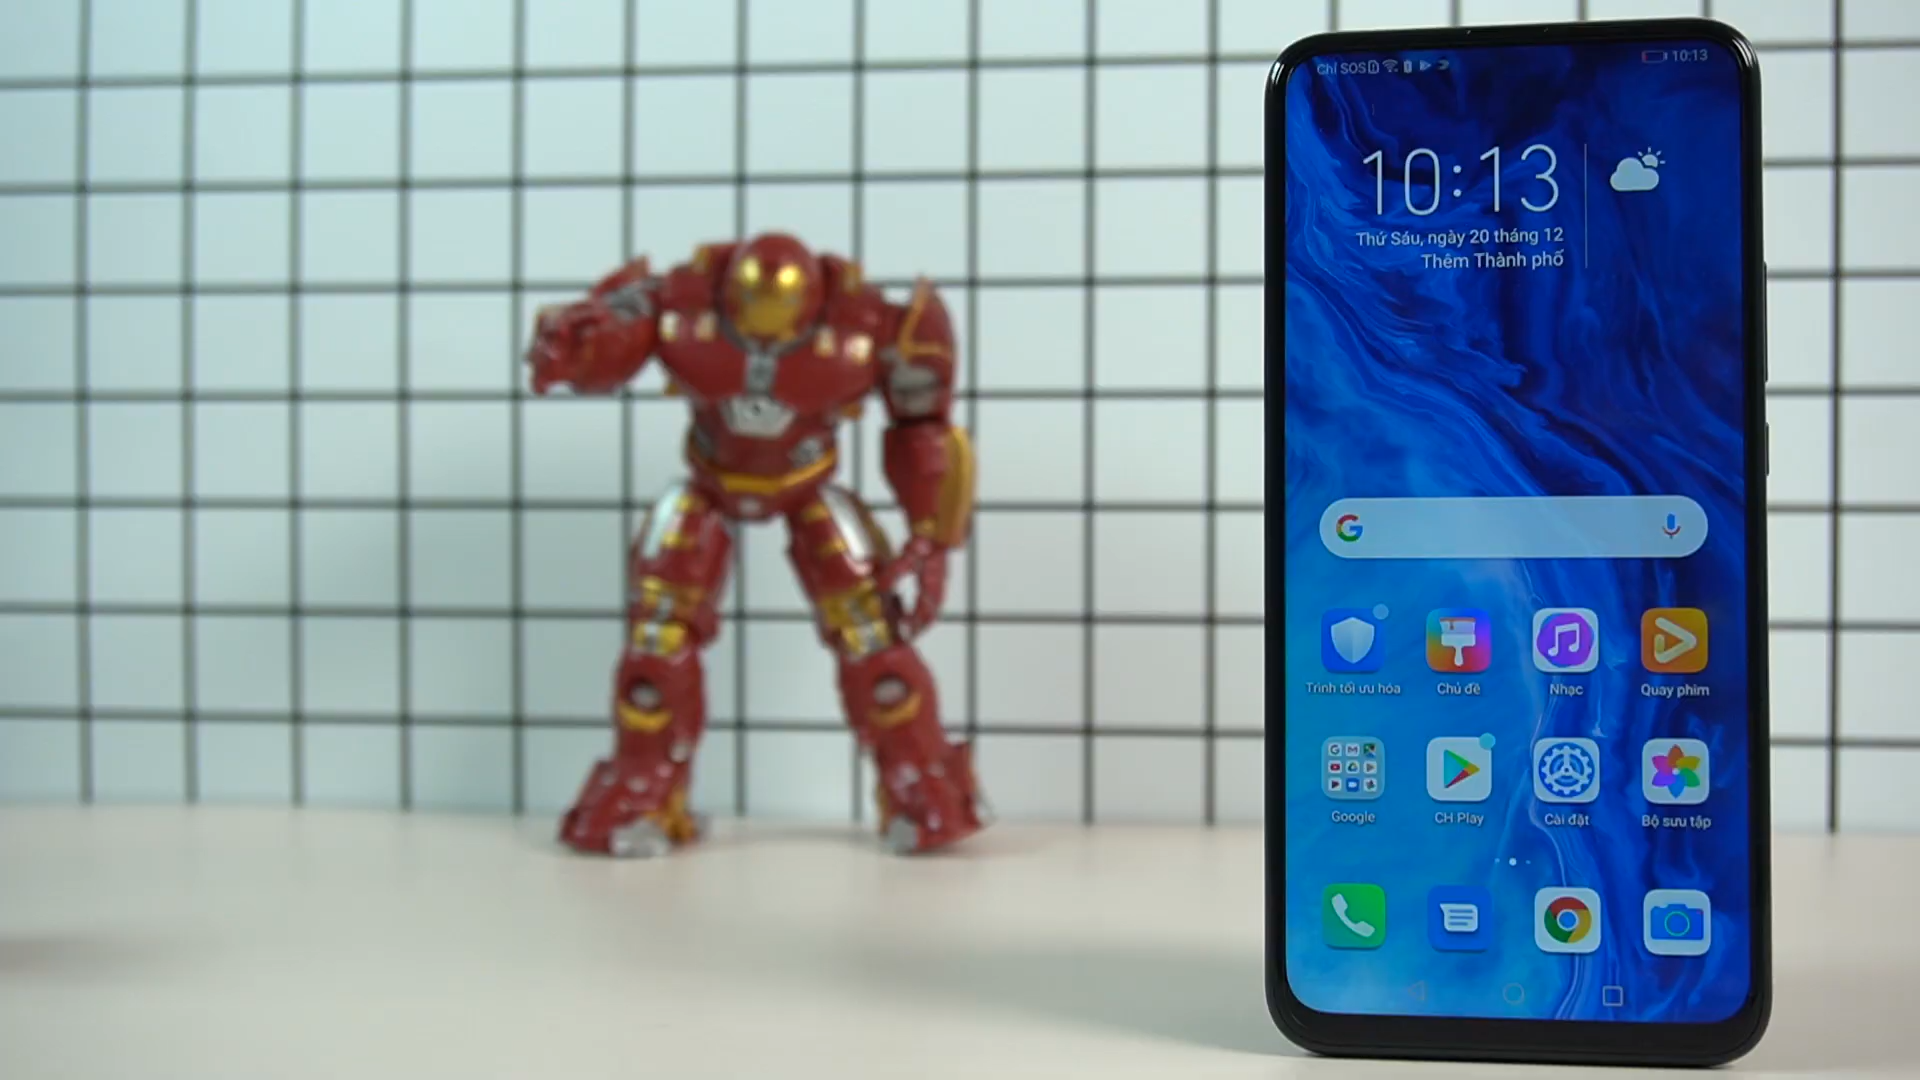 Chỉ SOS
10:13
10:13
Thứ Sáu, ngày 20 tháng 12
Thêm Thành phố
Trình tối ưu hóa
Chủ đề
Nhạc
Quay phim
Google
CH Play
Cài đặt
Bộ sưu tập